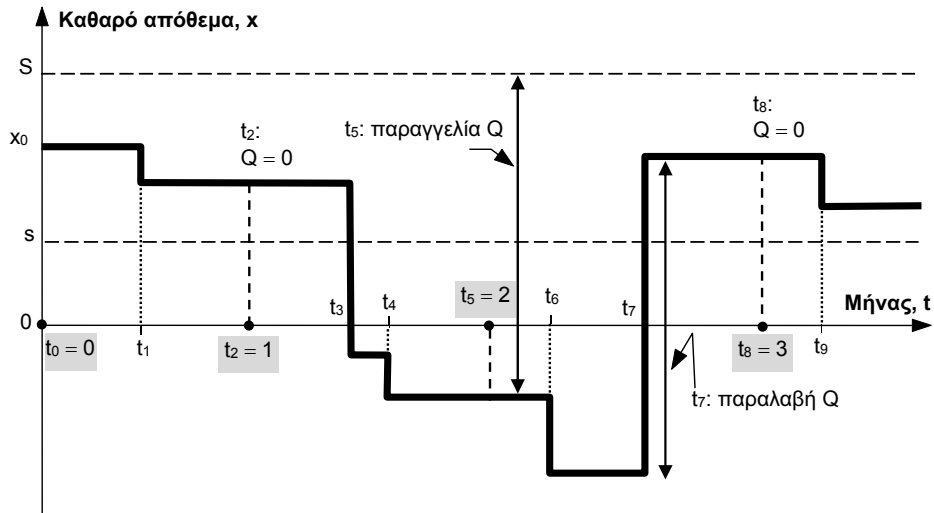 Καθαρό απόθεμα, x
S
t8:
Q = 0
t2:
Q = 0
t5: παραγγελία Q
x0
s
t3
t4
t5 = 2
t6
t7
Μήνας, t
0
t0 = 0
t1
t2 = 1
t8 = 3
t9
t7: παραλαβή Q